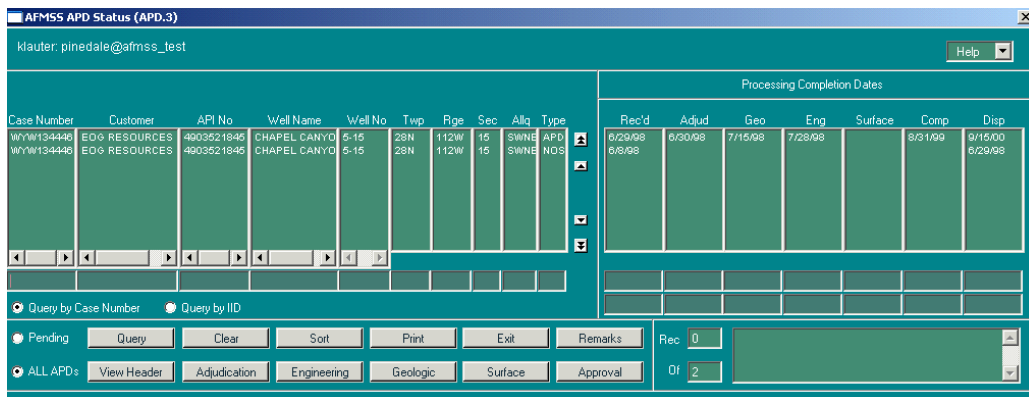 AFMSS APD Status (APD.3)
klauter: pinedale@afmss_test
Help
Processing Completion Dates
Case Number Customer API No Well Name Well No Twp Rge Sec Allq Type Rec'd Adjud Geo Eng Surface Comp Disp
WYW134446 EOG RESOURCES 4903521845 CHAPEL CANYO 5-15 28N 112W 15 SWNE APD 6/29/98 6/30/98 7/15/98 7/28/98 8/31/99 9/15/00
WYW134446 EOG RESOURCES 4903521845 CHAPEL CANYO 5-15 28N 112W 15 SWNE NOS 6/8/98 6/29/98
Query by Case Number Query by IID
Pending Query Clear Sort Print Exit Remarks Rec 0
ALL APDs View Header Adjudication Engineering Geologic Surface Approval Of 2